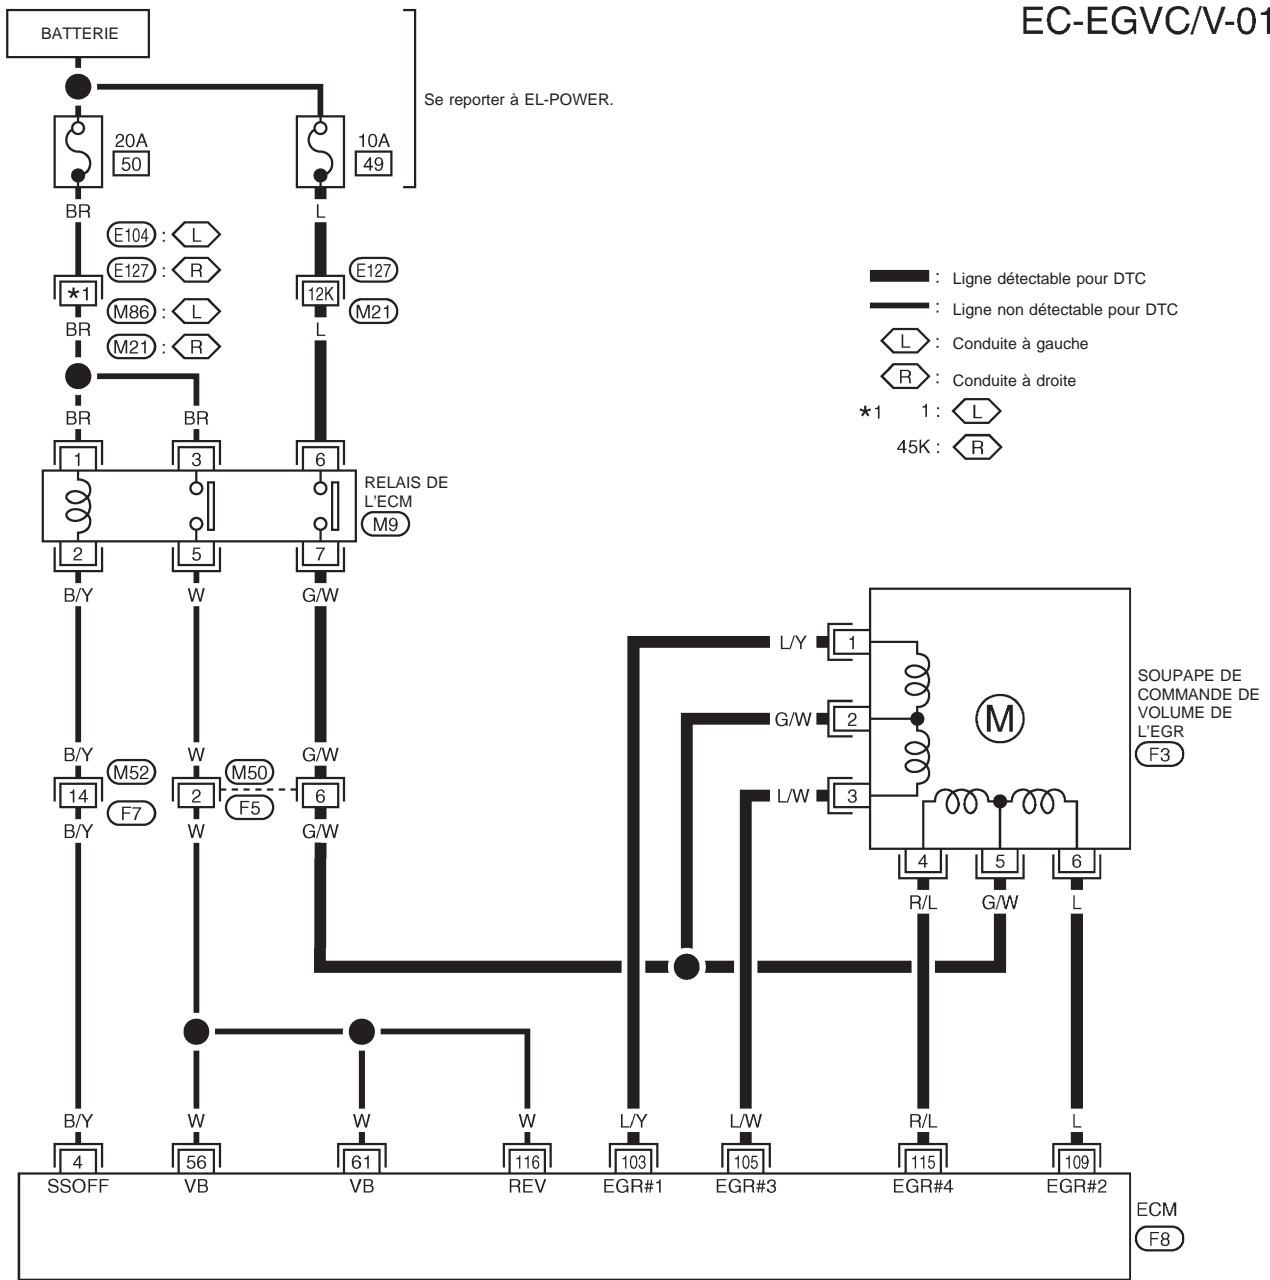 EC-EGVC/V-01
BATTERIE
Se reporter à EL-POWER.
20A
50
10A
49
BR
L
E104 : L
E127 : R
*1
M86 : L
M21 : R
12K
E127
M21
BR
L
BR
BR
1
3
6
RELAIS DE
L'ECM
M9
2
5
7
B/Y
W
G/W
: Ligne détectable pour DTC
: Ligne non détectable pour DTC
L : Conduite à gauche
R : Conduite à droite
*1 1 : L
45K : R
L/Y
1
G/W
2
L/W
3
M
SOUPAPE DE
COMMANDE DE
VOLUME DE
L'EGR
F3
4
5
6
R/L
G/W
L
B/Y
W
G/W
M52
M50
14
2
6
F7
F5
B/Y
W
G/W
B/Y
W
W
W
L/Y
L/W
R/L
L
4
56
61
116
103
105
115
109
SSOFF
VB
VB
REV
EGR#1
EGR#3
EGR#4
EGR#2
ECM
F8